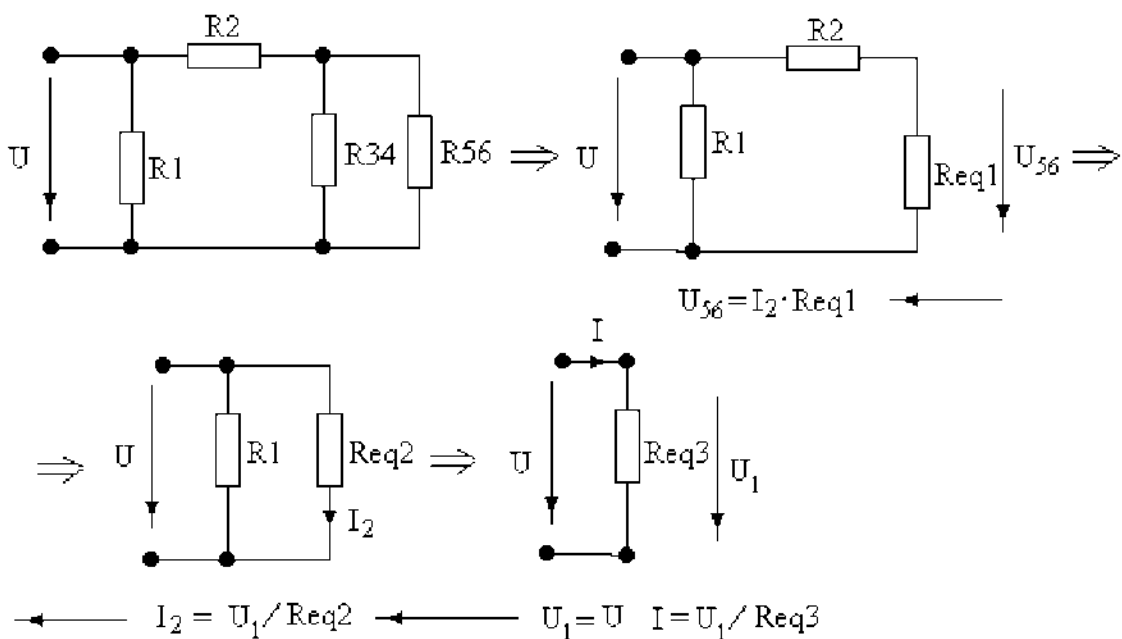 R2
U
R1
R34
R56
⇒
R2
U
R1
Req1
U₅₆
⇒
U₅₆=I₂·Req1
⇒
U
R1
Req2
I₂
⇒
I
U
Req3
U₁
I₂= U₁/Req2
U₁=U I=U₁/Req3